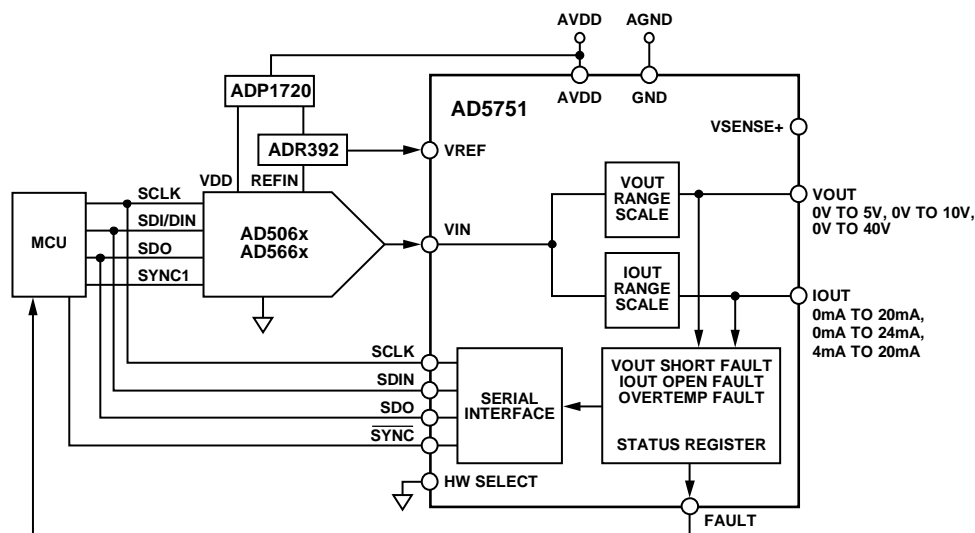 AVDD
AGND
ADP1720
AVDD
GND
AD5751
VSENSE+
ADR392
VREF
VDD
REFIN
SCLK
SDI/DIN
SDO
SYNC1
MCU
AD506x
AD566x
VIN
VOUT
RANGE
SCALE
VOUT
0V TO 5V, 0V TO 10V,
0V TO 40V
IOUT
RANGE
SCALE
IOUT
0mA TO 20mA,
0mA TO 24mA,
4mA TO 20mA
SCLK
SDIN
SDO
SYNC
SERIAL
INTERFACE
VOUT SHORT FAULT
IOUT OPEN FAULT
OVERTEMP FAULT
STATUS REGISTER
HW SELECT
FAULT